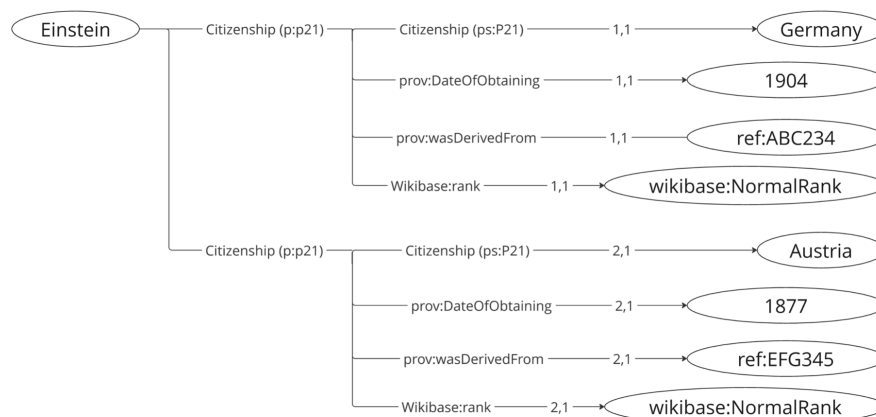 Einstein Citizenship (p:p21) Citizenship (ps:P21) 1,1 Germany
prov:DateOfObtaining 1,1 1904
prov:wasDerivedFrom 1,1 ref:ABC234
Wikibase:rank 1,1 wikibase:NormalRank
Citizenship (p:p21) Citizenship (ps:P21) 2,1 Austria
prov:DateOfObtaining 2,1 1877
prov:wasDerivedFrom 2,1 ref:EFG345
Wikibase:rank 2,1 wikibase:NormalRank